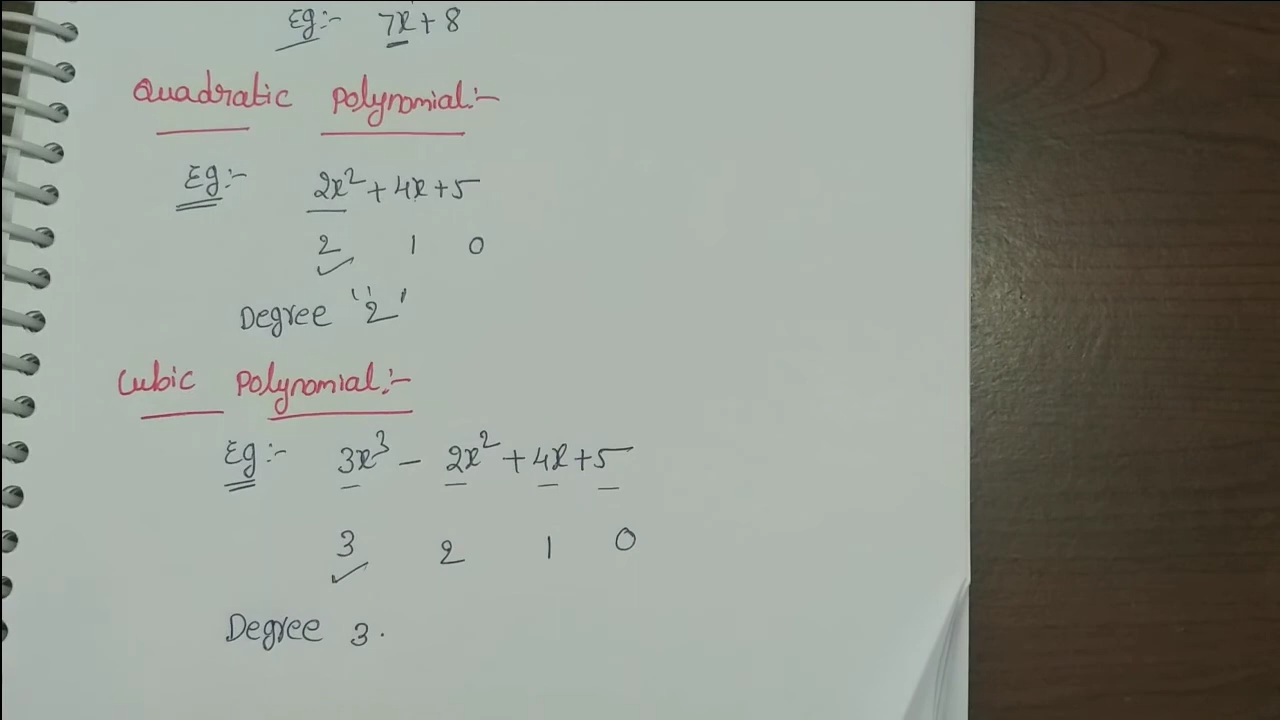 Eg:- 7x + 8
Quadratic Polynomial:-
Eg:- 2x² + 4x + 5
2 1 0
Degree '2'
Cubic Polynomial:-
Eg:- 3x³ - 2x² + 4x + 5
3 2 1 0
Degree 3.